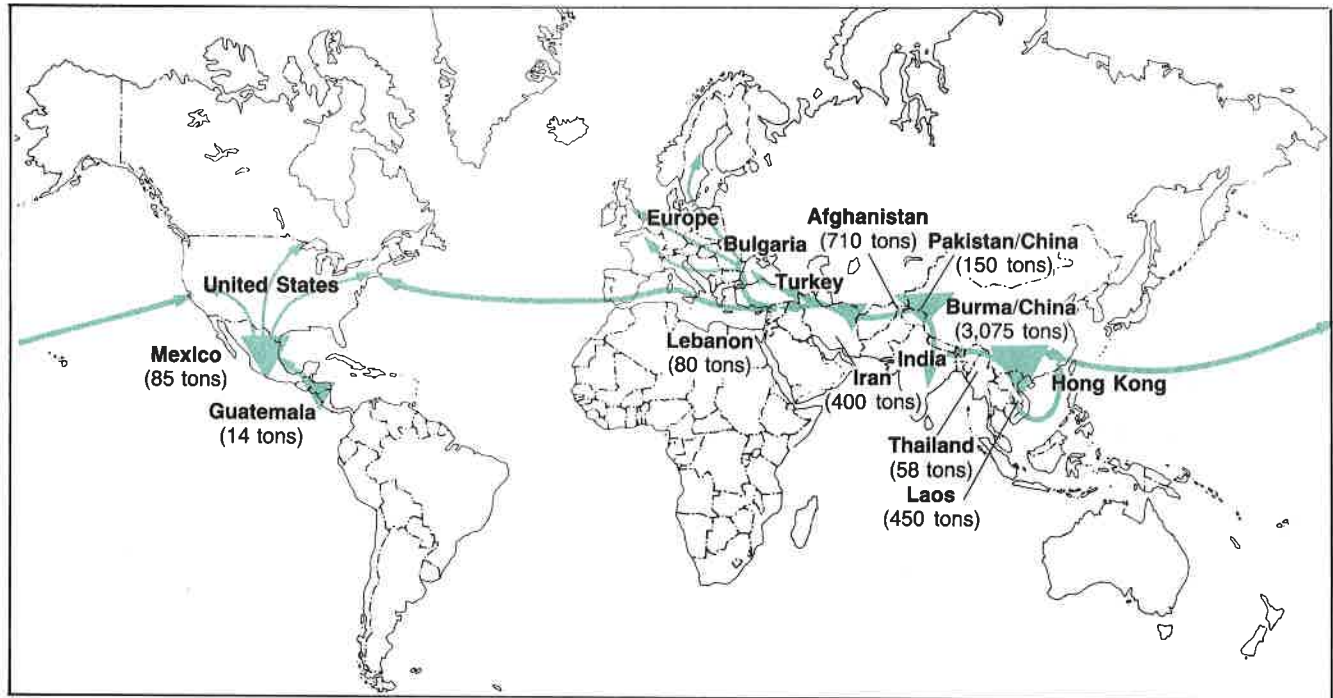 Europe
Bulgaria
Turkey
Afghanistan
(710 tons)
Pakistan/China
(150 tons)
Burma/China
(3,075 tons)
United States
Mexico
(85 tons)
Guatemala
(14 tons)
Lebanon
(80 tons)
Iran
(400 tons)
India
Hong Kong
Thailand
(58 tons)
Laos
(450 tons)